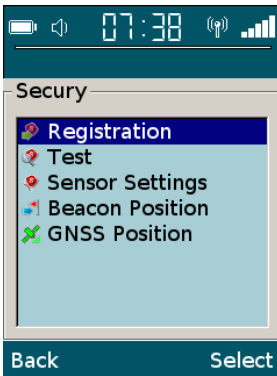 07:38
Secury
Registration
Test
Sensor Settings
Beacon Position
GNSS Position
Back Select